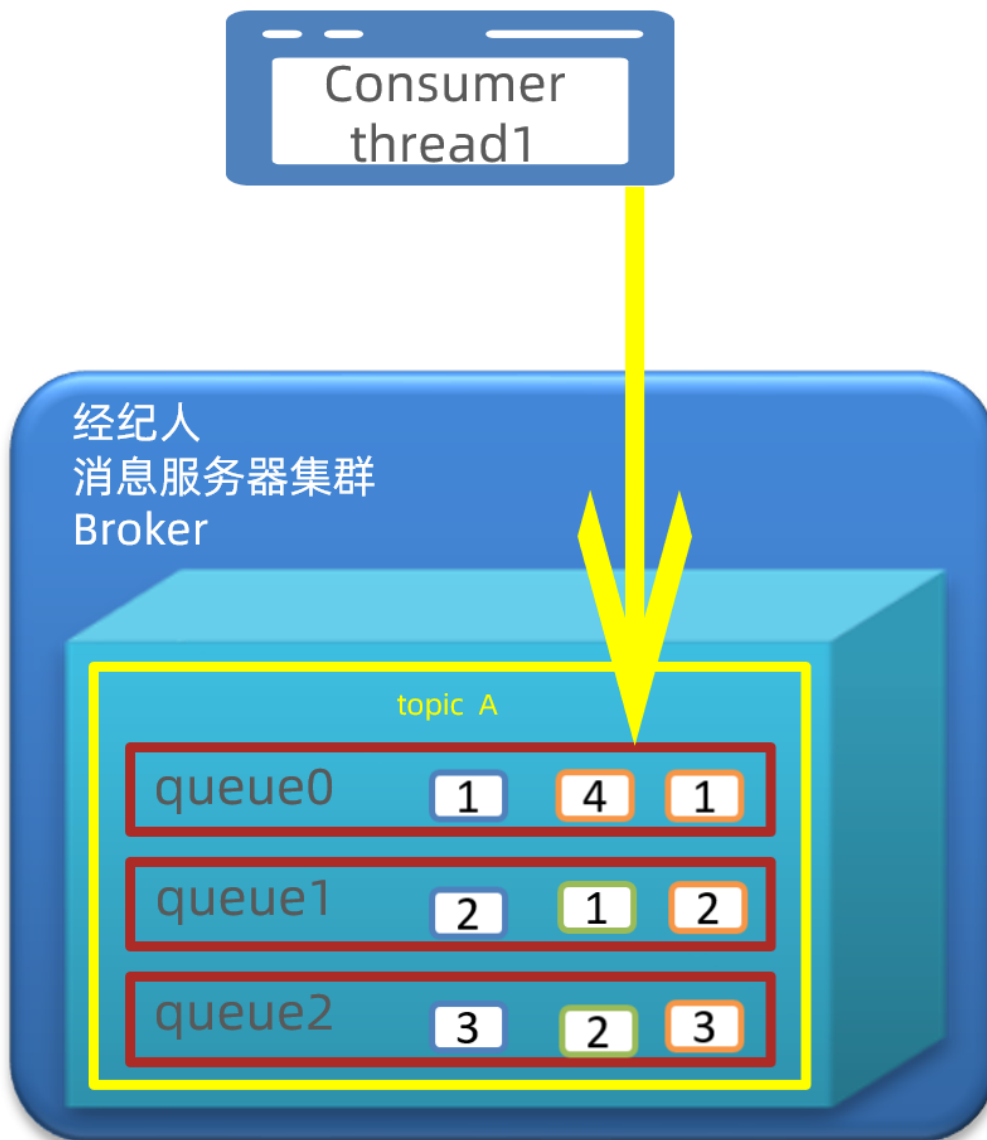 Consumer
thread1
经纪人
消息服务器集群
Broker
topic A
queue0 1 4 1
queue1 2 1 2
queue2 3 2 3